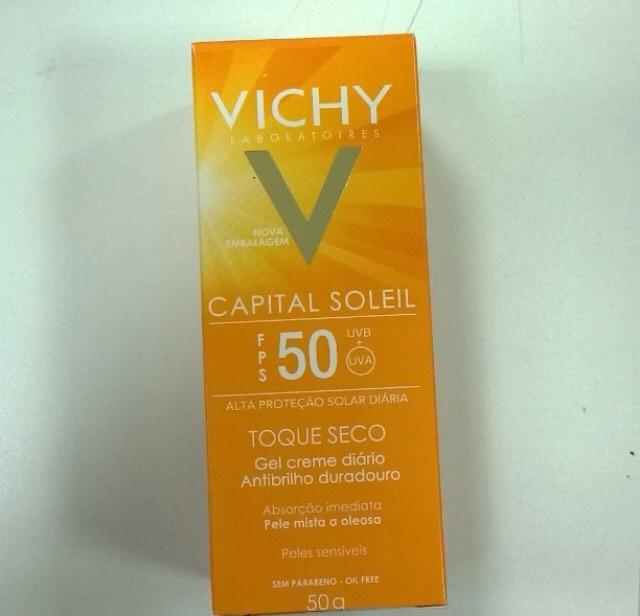 VICHY
LABORATOIRES
V
NOVA
EMBALAGEM
CAPITAL SOLEIL
FPS 50 UVB
+
UVA
ALTA PROTEÇÃO SOLAR DIÁRIA
TOQUE SECO
Gel creme diário
Antibrilho duradouro
Absorção imediata
Pele mista a oleosa
Peles sensíveis
SEM PARABENO - OIL FREE
50g